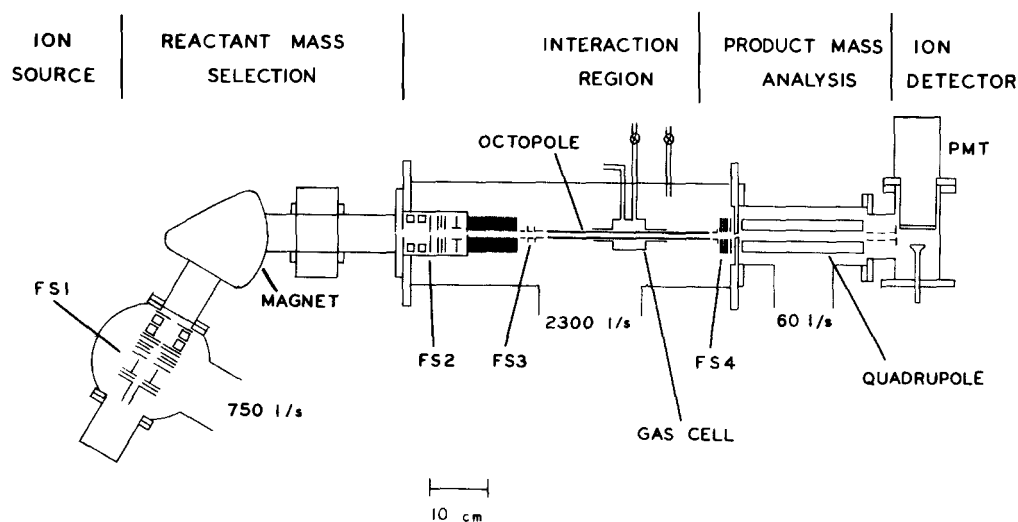 ION
SOURCE
REACTANT MASS
SELECTION
INTERACTION
REGION
PRODUCT MASS
ANALYSIS
ION
DETECTOR
OCTOPOLE
PMT
MAGNET
FS1
2300 l/s
60 l/s
FS2
FS3
FS4
QUADRUPOLE
750 l/s
GAS CELL
10 cm